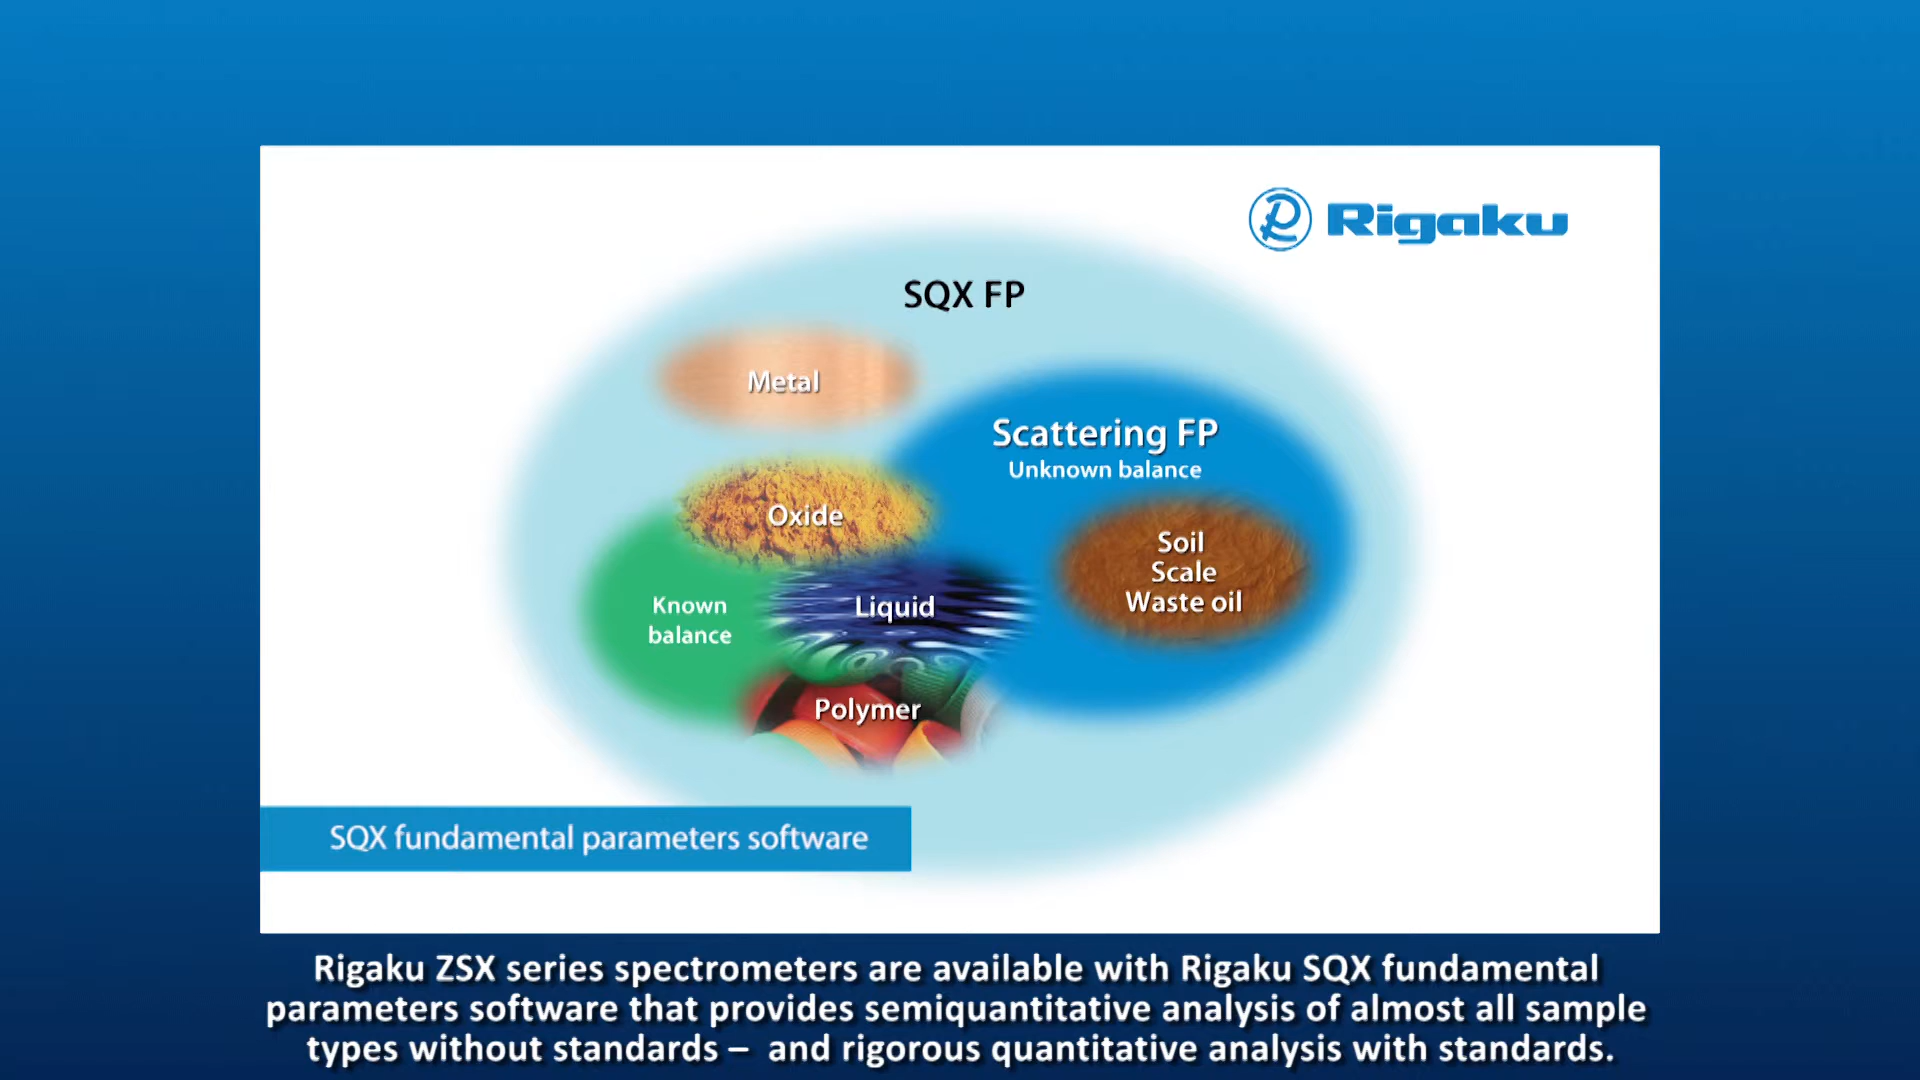 Rigaku
SQX FP
Metal
Scattering FP
Unknown balance
Oxide
Soil
Scale
Waste oil
Known
balance
Liquid
Polymer
SQX fundamental parameters software
Rigaku ZSX series spectrometers are available with Rigaku SQX fundamental
parameters software that provides semiquantitative analysis of almost all sample
types without standards – and rigorous quantitative analysis with standards.